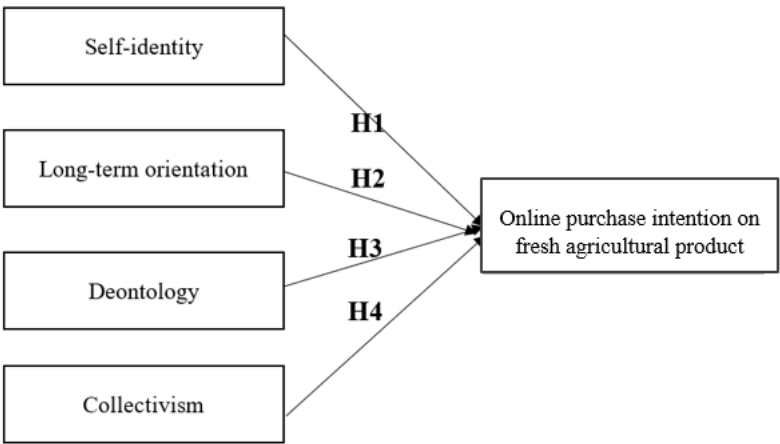 Self-identity
H1
Long-term orientation
H2
Online purchase intention on
fresh agricultural product
H3
Deontology
H4
Collectivism